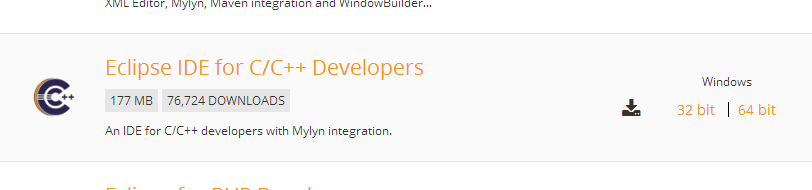 XML Editor, Mylyn, Maven integration and WindowBuilder...
Eclipse IDE for C/C++ Developers
177 MB 76,724 DOWNLOADS
An IDE for C/C++ developers with Mylyn integration.
C++
Windows
32 bit | 64 bit